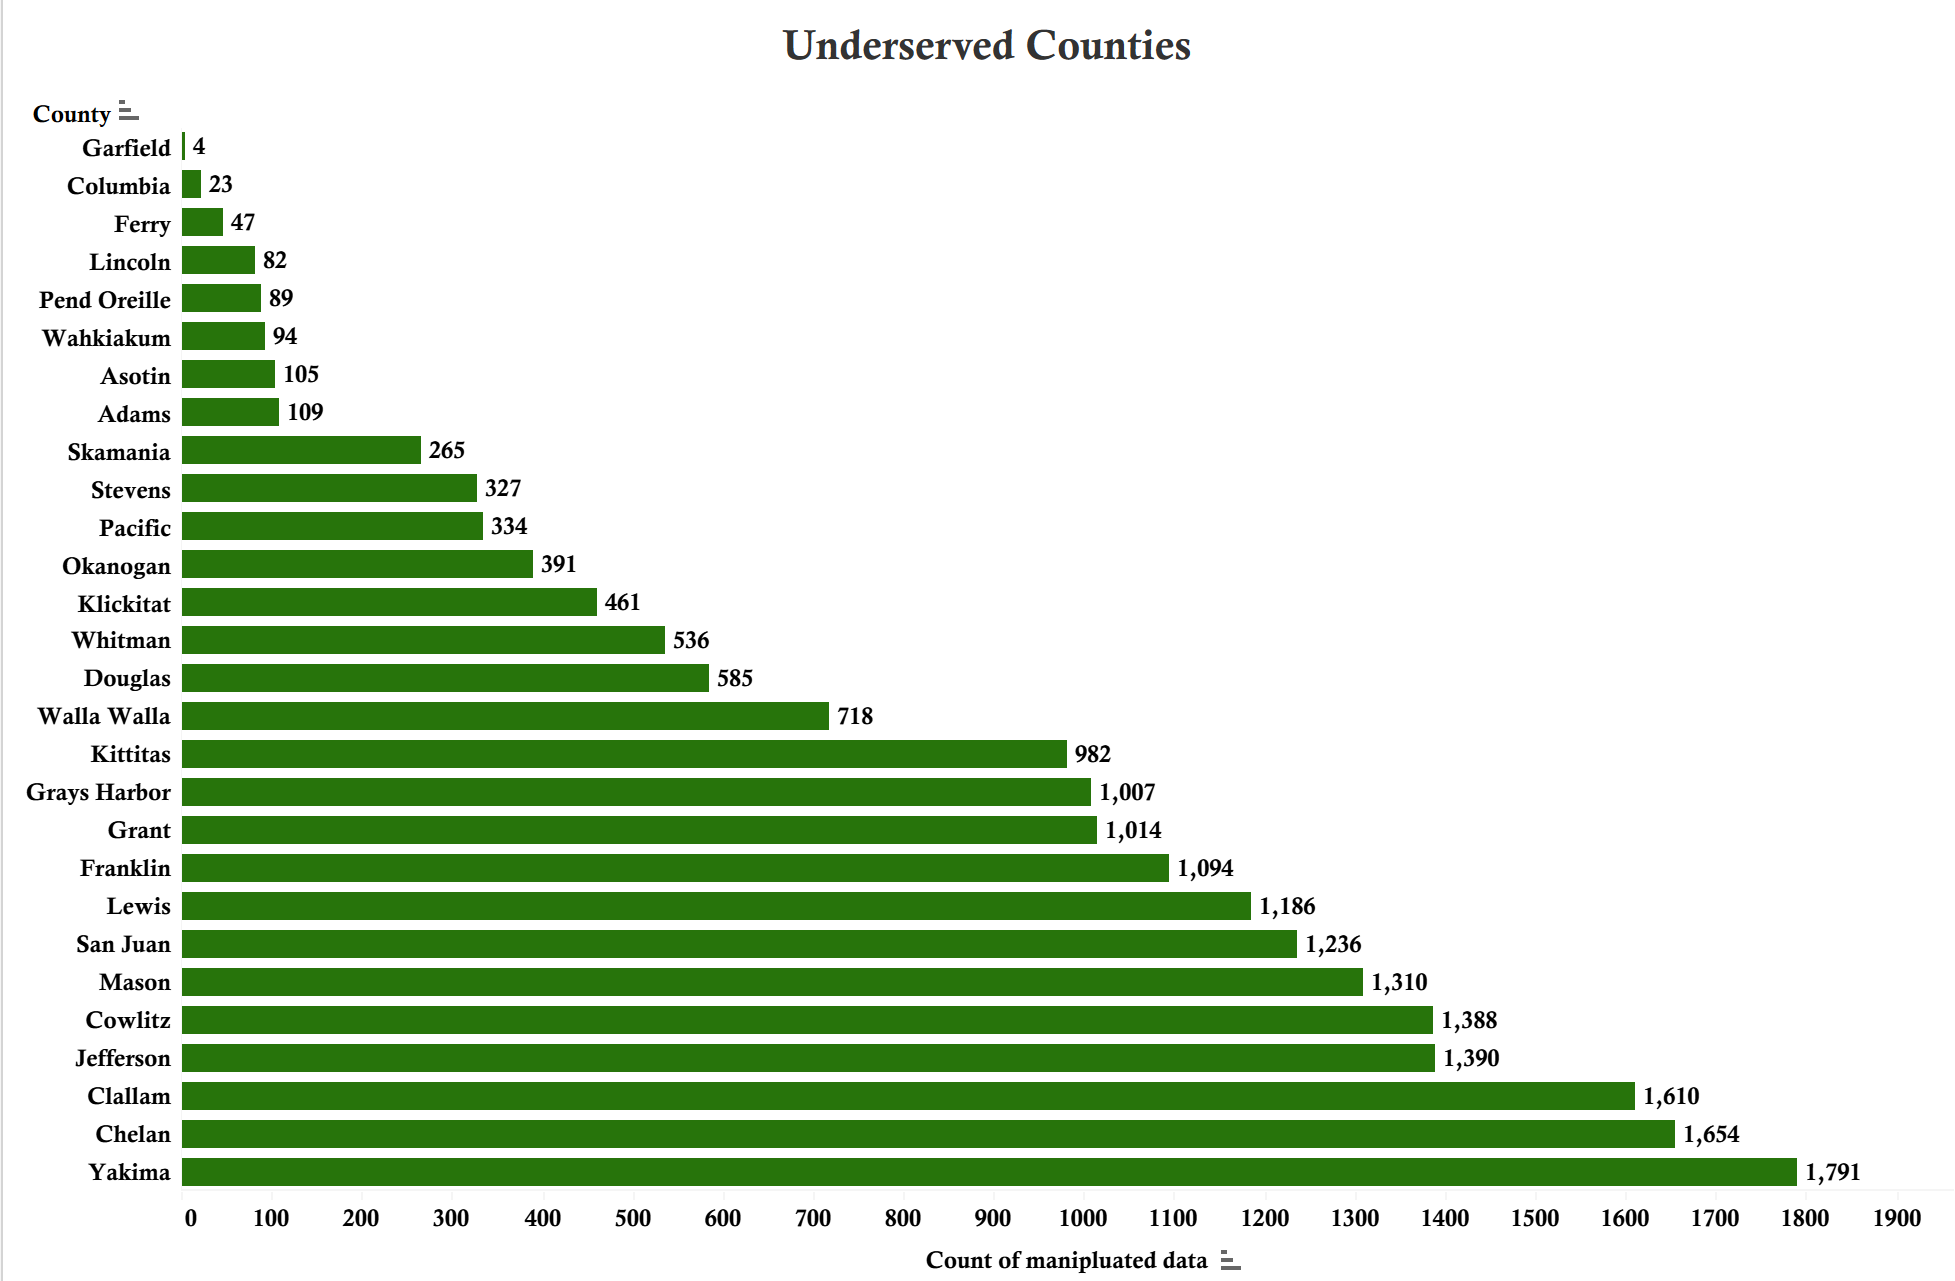 Underserved Counties
County
Garfield 4
Columbia 23
Ferry 47
Lincoln 82
Pend Oreille 89
Wahkiakum 94
Asotin 105
Adams 109
Skamania 265
Stevens 327
Pacific 334
Okanogan 391
Klickitat 461
Whitman 536
Douglas 585
Walla Walla 718
Kittitas 982
Grays Harbor 1,007
Grant 1,014
Franklin 1,094
Lewis 1,186
San Juan 1,236
Mason 1,310
Cowlitz 1,388
Jefferson 1,390
Clallam 1,610
Chelan 1,654
Yakima 1,791
0 100 200 300 400 500 600 700 800 900 1000 1100 1200 1300 1400 1500 1600 1700 1800 1900
Count of manipluated data